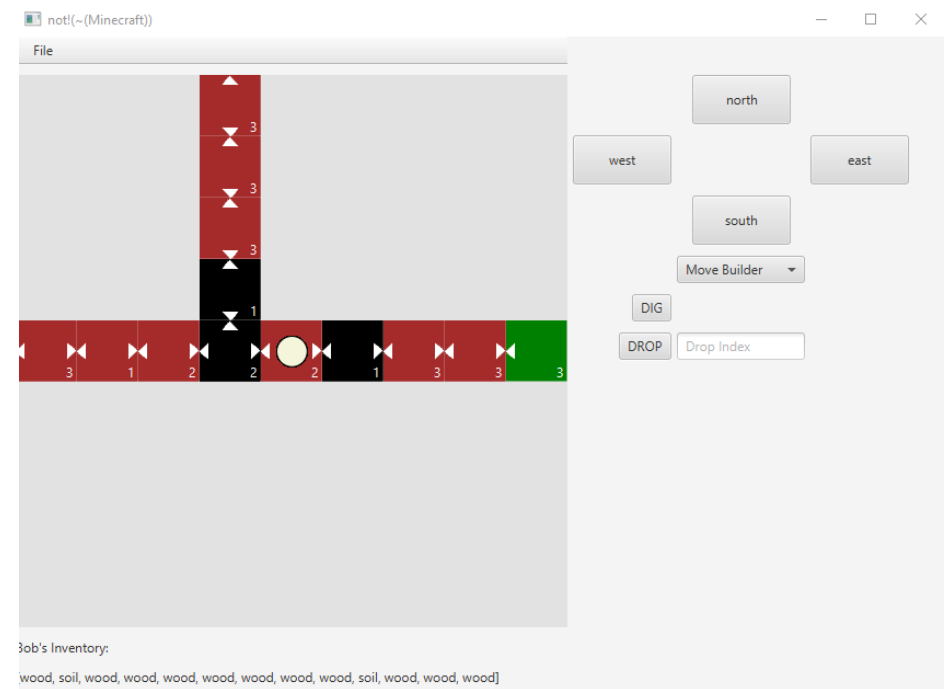 not!(~(Minecraft))
File
north
west
east
south
Move Builder
DIG
DROP
Drop Index
3
3
3
1
3
1
2
2
2
1
3
3
3
Bob's Inventory:
wood, soil, wood, wood, wood, wood, wood, wood, wood, soil, wood, wood, wood]